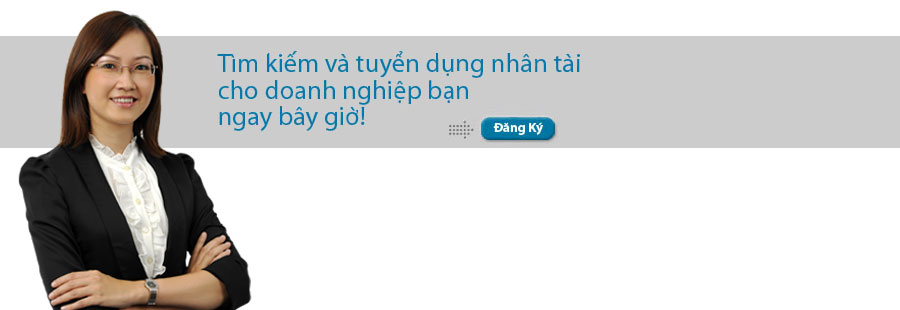 Tìm kiếm và tuyển dụng nhân tài
cho doanh nghiệp bạn
ngay bây giờ!
Đăng Ký